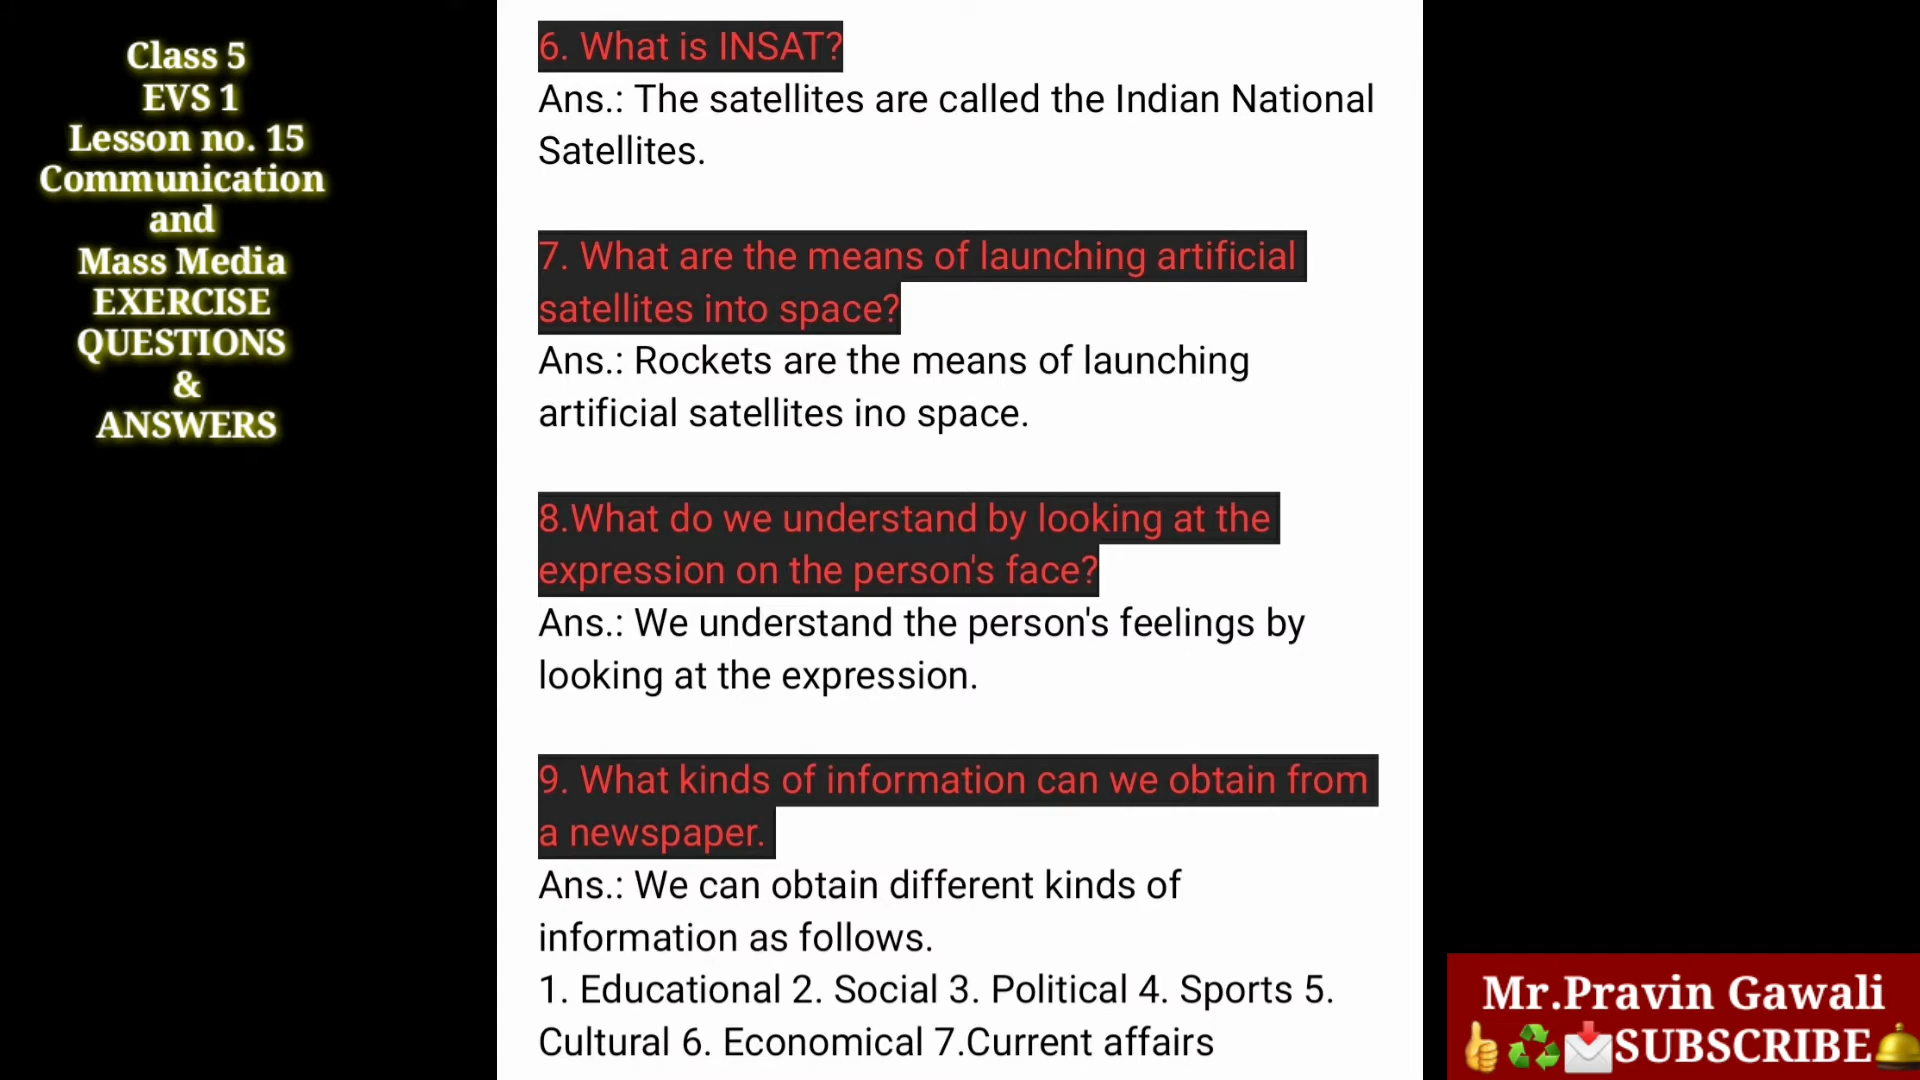 Class 5
EVS 1
Lesson no. 15
Communication
and
Mass Media
EXERCISE
QUESTIONS
&
ANSWERS
6. What is INSAT?
Ans.: The satellites are called the Indian National
Satellites.
7. What are the means of launching artificial
satellites into space?
Ans.: Rockets are the means of launching
artificial satellites ino space.
8.What do we understand by looking at the
expression on the person's face?
Ans.: We understand the person's feelings by
looking at the expression.
9. What kinds of information can we obtain from
a newspaper.
Ans.: We can obtain different kinds of
information as follows.
1. Educational 2. Social 3. Political 4. Sports 5.
Cultural 6. Economical 7.Current affairs
Mr.Pravin Gawali
SUBSCRIBE